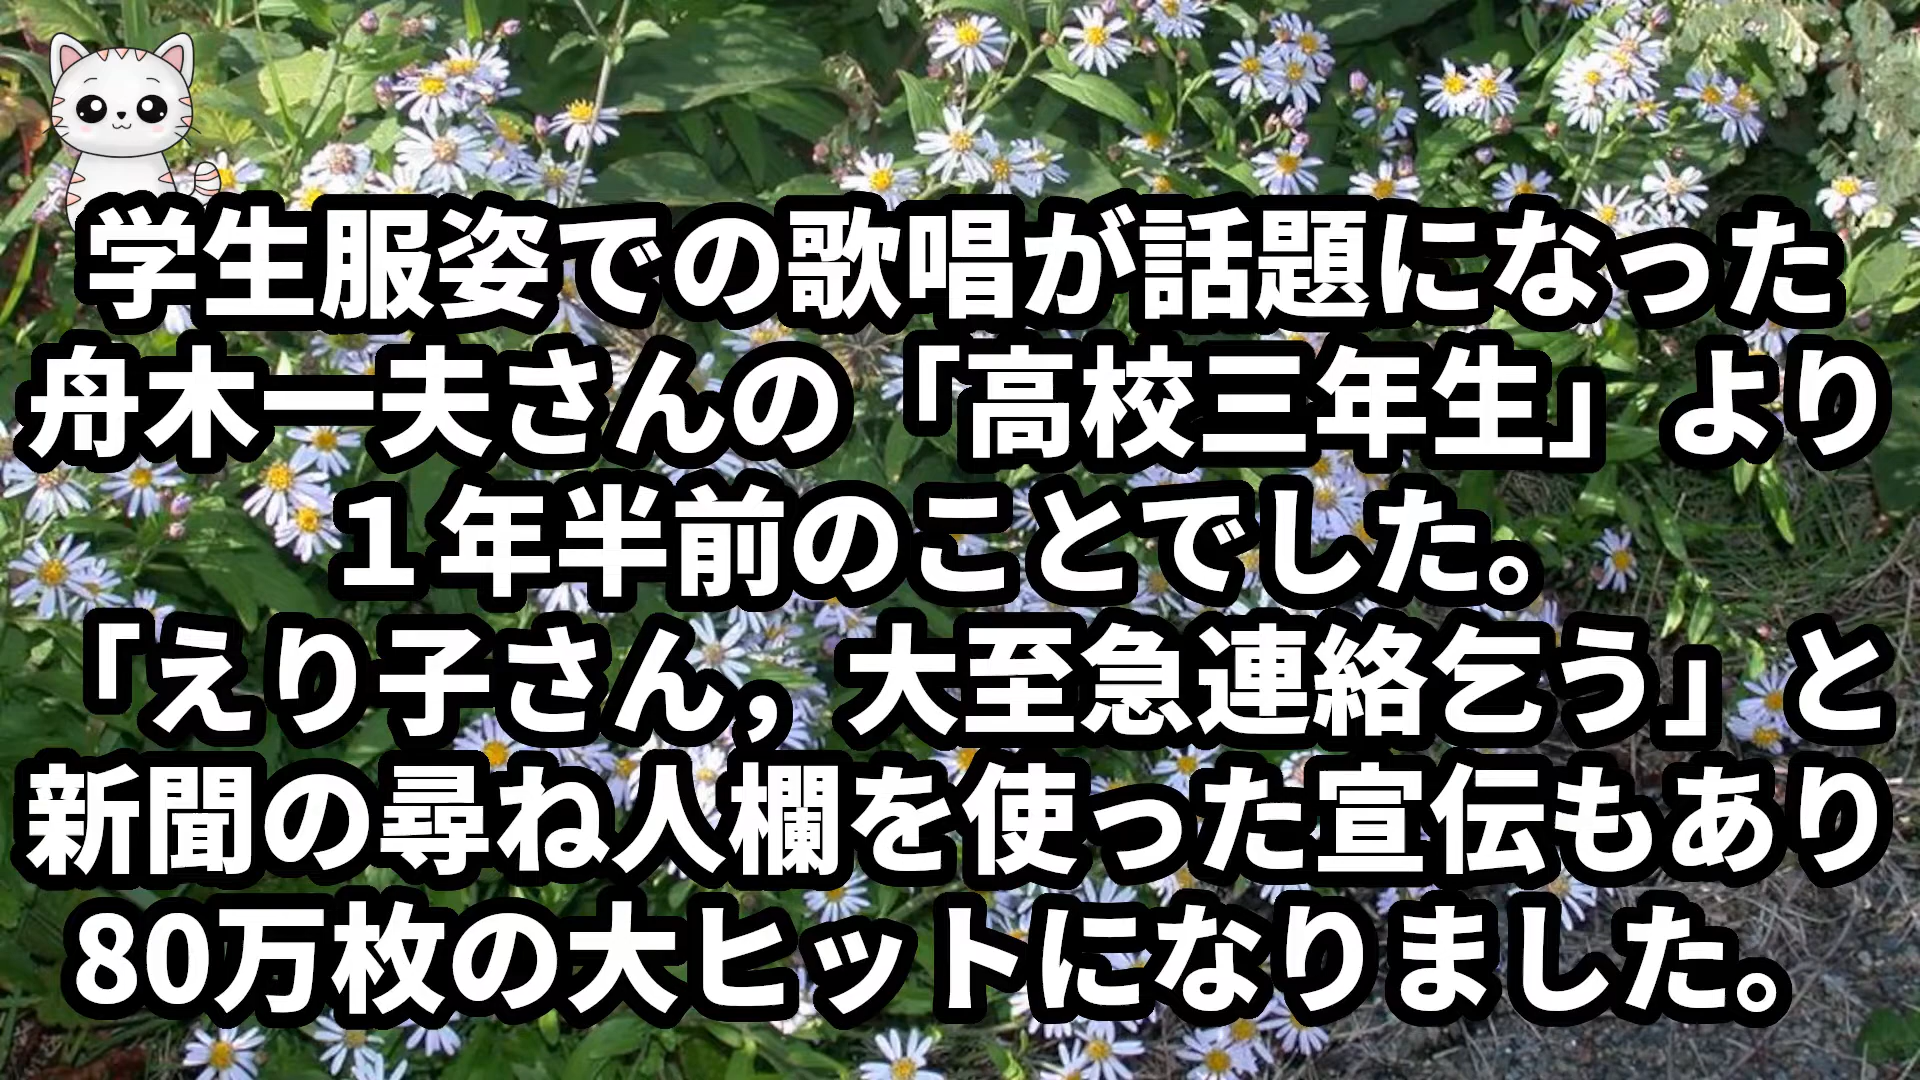 学生服姿での歌唱が話題になった
舟木一夫さんの「高校三年生」より
１年半前のことでした。
「えり子さん，大至急連絡乞う」と
新聞の尋ね人欄を使った宣伝もあり
80万枚の大ヒットになりました。